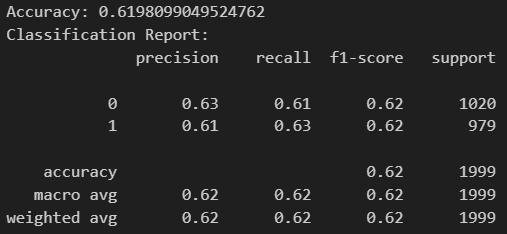 Accuracy: 0.6198099049524762
Classification Report:
precision recall f1-score support
0 0.63 0.61 0.62 1020
1 0.61 0.63 0.62 979
accuracy 0.62 1999
macro avg 0.62 0.62 0.62 1999
weighted avg 0.62 0.62 0.62 1999